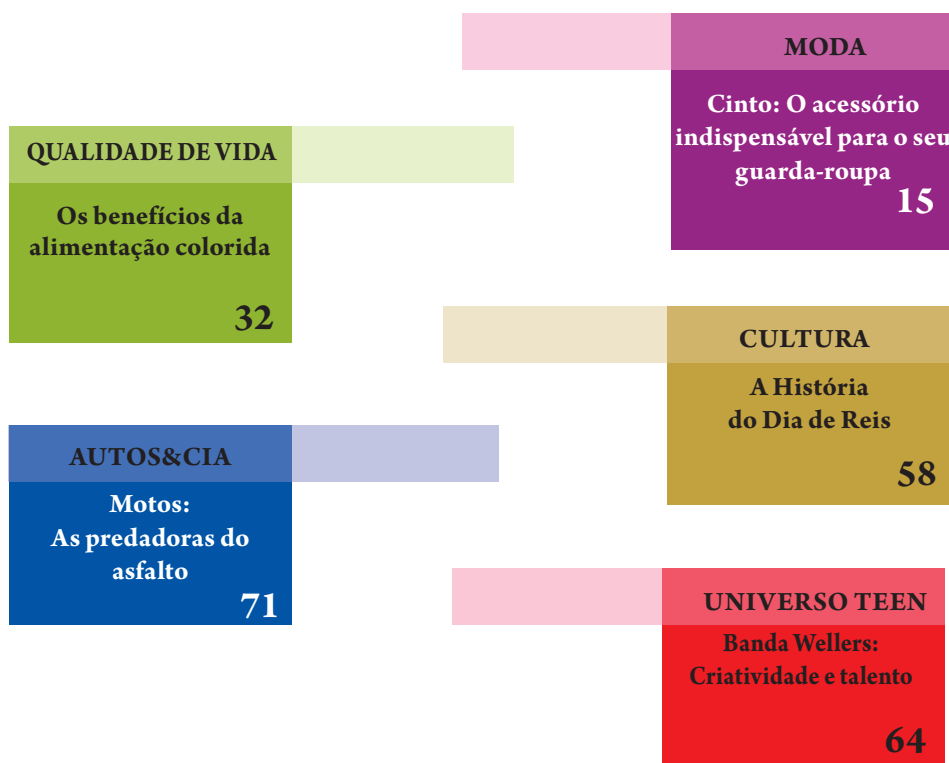 MODA
Cinto: O acessório
indispensável para o seu
guarda-roupa
15
QUALIDADE DE VIDA
Os benefícios da
alimentação colorida
32
CULTURA
A História
do Dia de Reis
58
AUTOS&CIA
Motos:
As predadoras do
asfalto
71
UNIVERSO TEEN
Banda Wellers:
Criatividade e talento
64